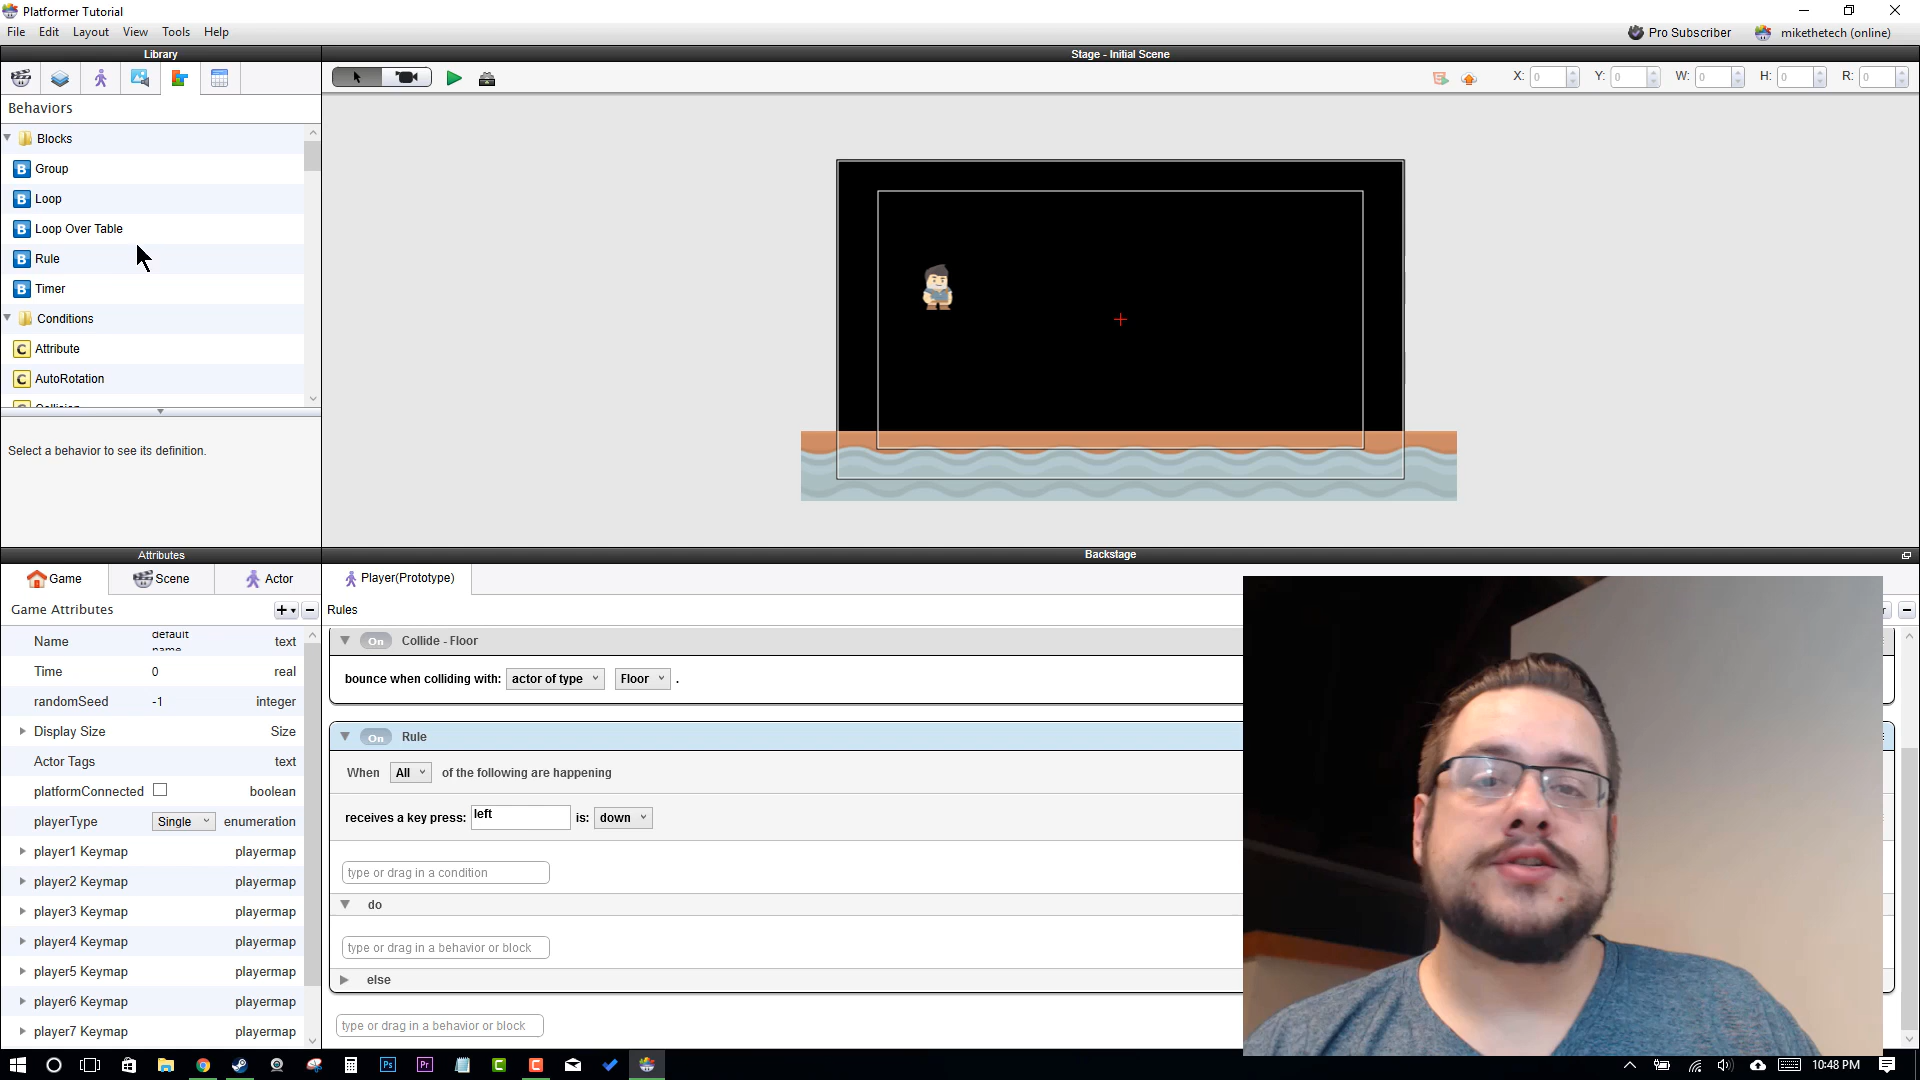 Platformer Tutorial
File Edit Layout View Tools Help
Pro Subscriber mikethetech (online)
Library
Stage - Initial Scene
X: 0 Y: 0 W: 0 H: 0 R: 0
Behaviors
Blocks
B Group
B Loop
B Loop Over Table
B Rule
B Timer
Conditions
C Attribute
C AutoRotation
Select a behavior to see its definition.
Attributes
Backstage
Game Scene Actor
Player(Prototype)
Game Attributes
Rules
Name default name text
Time 0 real
randomSeed -1 integer
Display Size Size
Actor Tags text
platformConnected boolean
playerType Single enumeration
player1 Keymap playermap
player2 Keymap playermap
player3 Keymap playermap
player4 Keymap playermap
player5 Keymap playermap
player6 Keymap playermap
player7 Keymap playermap
On Collide - Floor
bounce when colliding with: actor of type Floor .
On Rule
When All of the following are happening
receives a key press: left is: down
type or drag in a condition
do
type or drag in a behavior or block
else
type or drag in a behavior or block
Ps Pr C C
10:48 PM